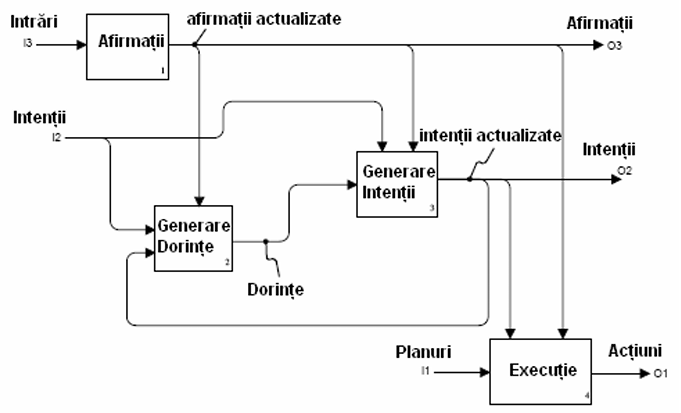 Intrări
I3
Afirmații
1
afirmații actualizate
Afirmații
O3
Intenții
I2
intenții actualizate
Intenții
O2
Generare
Intenții
3
Generare
Dorințe
2
Dorințe
Planuri
I1
Execuție
4
Acțiuni
O1